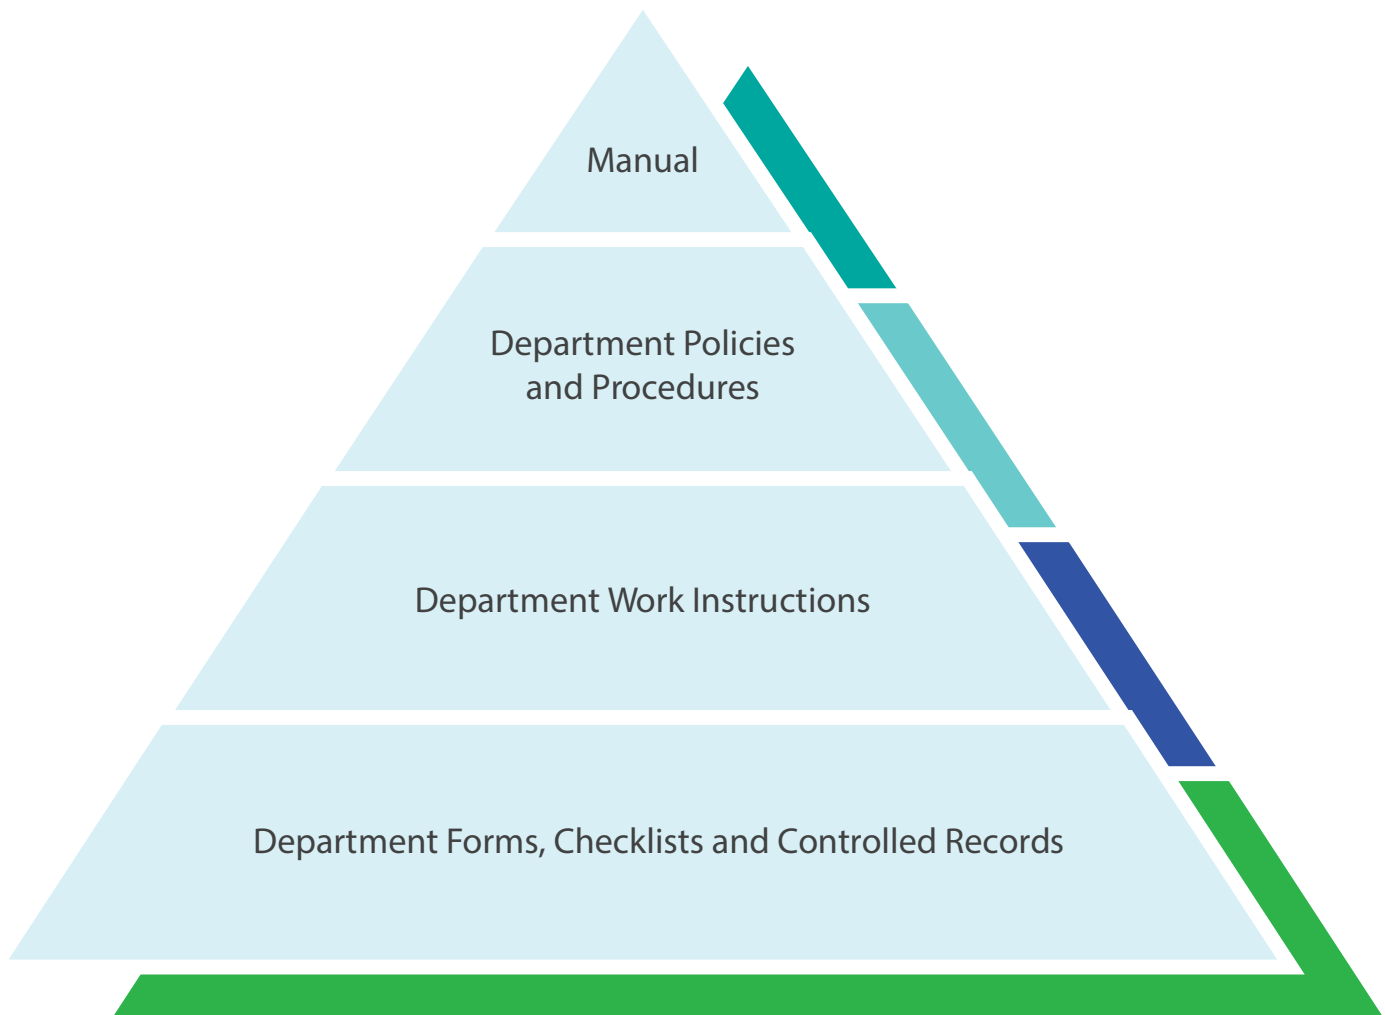 Manual
Department Policies
and Procedures
Department Work Instructions
Department Forms, Checklists and Controlled Records